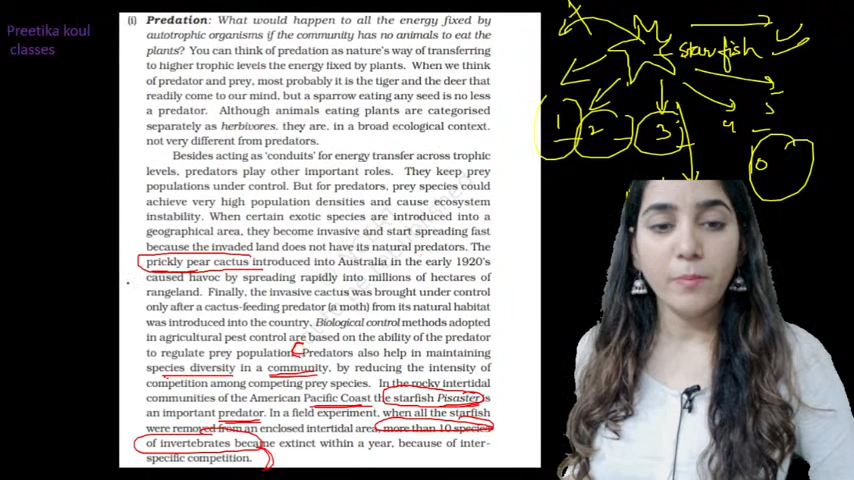 Preetika koul
classes
(i) Predation: What would happen to all the energy fixed by
autotrophic organisms if the community has no animals to eat the
plants? You can think of predation as nature's way of transferring
to higher trophic levels the energy fixed by plants. When we think
of predator and prey, most probably it is the tiger and the deer that
readily come to our mind, but a sparrow eating any seed is no less
a predator. Although animals eating plants are categorised
separately as herbivores, they are, in a broad ecological context,
not very different from predators.
Besides acting as 'conduits' for energy transfer across trophic
levels, predators play other important roles. They keep prey
populations under control. But for predators, prey species could
achieve very high population densities and cause ecosystem
instability. When certain exotic species are introduced into a
geographical area, they become invasive and start spreading fast
because the invaded land does not have its natural predators. The
prickly pear cactus introduced into Australia in the early 1920's
caused havoc by spreading rapidly into millions of hectares of
rangeland. Finally, the invasive cactus was brought under control
only after a cactus-feeding predator (a moth) from its natural habitat
was introduced into the country. Biological control methods adopted
in agricultural pest control are based on the ability of the predator
to regulate prey population. Predators also help in maintaining
species diversity in a community, by reducing the intensity of
competition among competing prey species. In the rocky intertidal
communities of the American Pacific Coast the starfish Pisaster is
an important predator. In a field experiment, when all the starfish
were removed from an enclosed intertidal area, more than 10 species
of invertebrates became extinct within a year, because of inter-
specific competition.
starfish
1 2 3 4 5